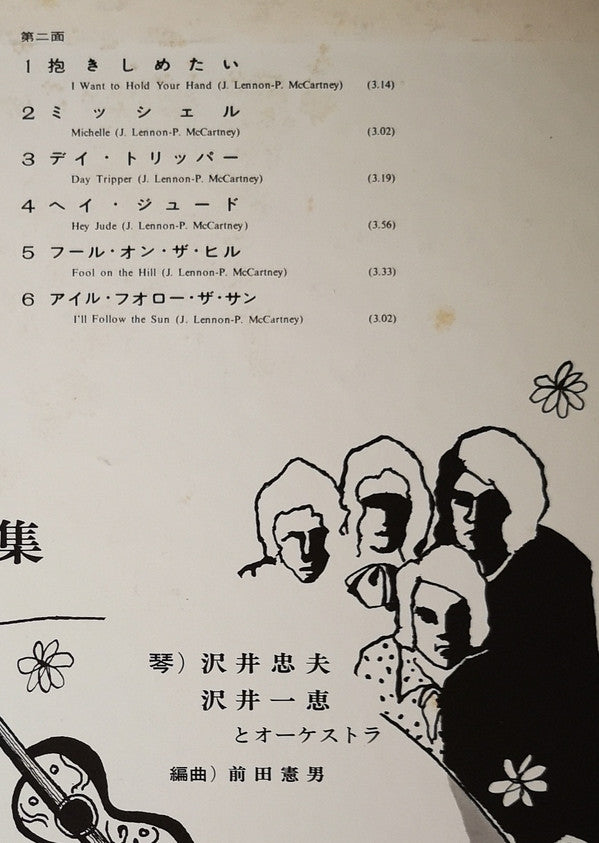 第二面
1 抱きしめたい
I Want to Hold Your Hand (J. Lennon-P. McCartney) (3.14)
2 ミッシェル
Michelle (J. Lennon-P. McCartney) (3.02)
3 デイ・トリッパー
Day Tripper (J. Lennon-P. McCartney) (3.19)
4 ヘイ・ジュード
Hey Jude (J. Lennon-P. McCartney) (3.56)
5 フール・オン・ザ・ヒル
Fool on the Hill (J. Lennon-P. McCartney) (3.33)
6 アイル・フオロー・ザ・サン
I'll Follow the Sun (J. Lennon-P. McCartney) (3.02)
集
琴) 沢井忠夫
沢井一恵
とオーケストラ
編曲) 前田憲男